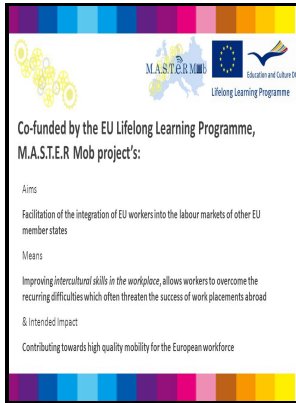 M.A.S.T.E.R Mob
Education and Culture DG
Lifelong Learning Programme
Co-funded by the EU Lifelong Learning Programme,
M.A.S.T.E.R Mob project's:
Aims
Facilitation of the integration of EU workers into the labour markets of other EU
member states
Means
Improving intercultural skills in the workplace, allows workers to overcome the
recurring difficulties which often threaten the success of work placements abroad
& Intended Impact
Contributing towards high quality mobility for the European workforce